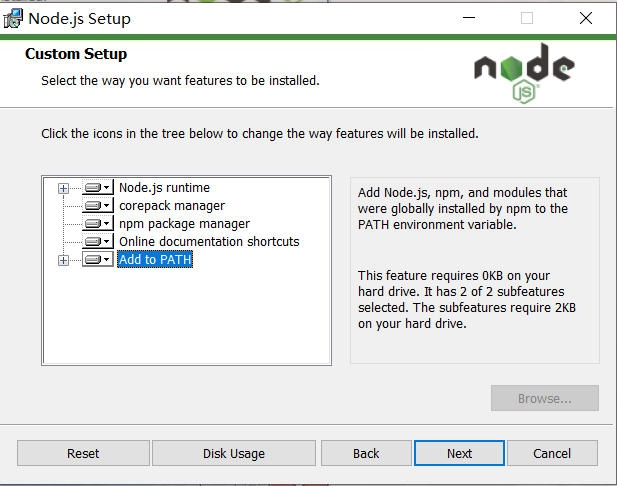 Node.js Setup
Custom Setup
Select the way you want features to be installed.
node
JS
Click the icons in the tree below to change the way features will be installed.
Node.js runtime
corepack manager
npm package manager
Online documentation shortcuts
Add to PATH
Add Node.js, npm, and modules that
were globally installed by npm to the
PATH environment variable.
This feature requires 0KB on your
hard drive. It has 2 of 2 subfeatures
selected. The subfeatures require 2KB
on your hard drive.
Browse...
Reset
Disk Usage
Back
Next
Cancel